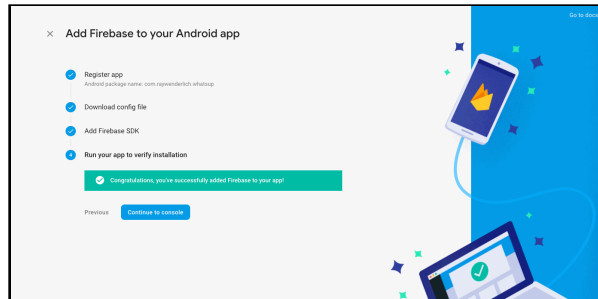 Go to docs
Add Firebase to your Android app
Register app
Android package name: com.raywenderlich.whatsup
Download config file
Add Firebase SDK
4
Run your app to verify installation
Congratulations, you've successfully added Firebase to your app!
Previous
Continue to console